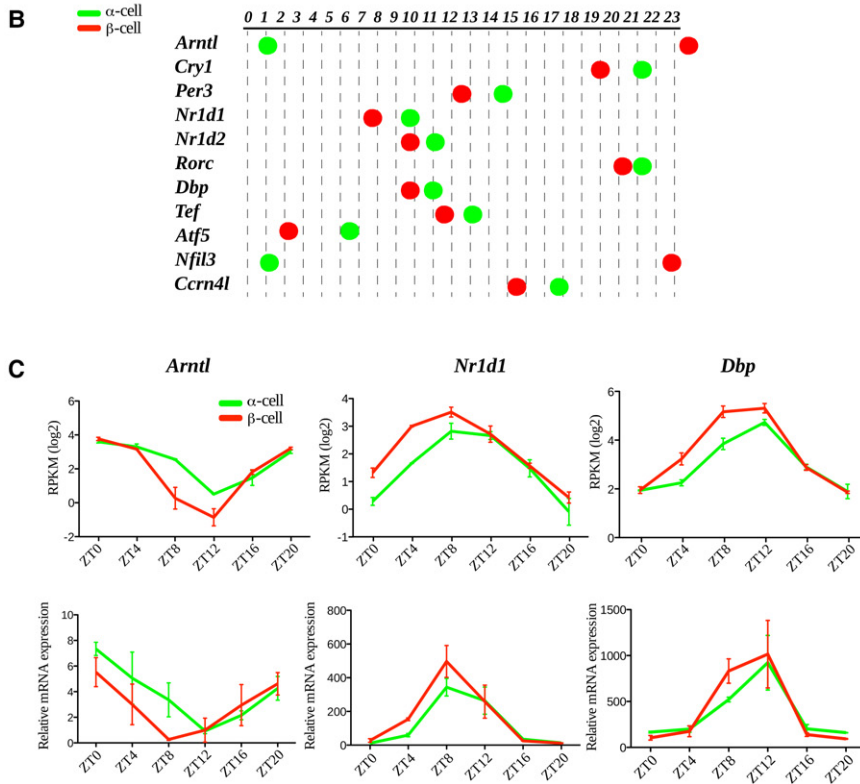 B
α-cell
β-cell
0 1 2 3 4 5 6 7 8 9 10 11 12 13 14 15 16 17 18 19 20 21 22 23
Arntl
Cry1
Per3
Nr1d1
Nr1d2
Rorc
Dbp
Tef
Atf5
Nfil3
Ccrn4l
C
Arntl
Nr1d1
Dbp
α-cell
β-cell
RPKM (log2)
6
4
2
0
-2
ZT0 ZT4 ZT8 ZT12 ZT16 ZT20
RPKM (log2)
4
3
2
1
0
-1
ZT0 ZT4 ZT8 ZT12 ZT16 ZT20
RPKM (log2)
6
4
2
0
ZT0 ZT4 ZT8 ZT12 ZT16 ZT20
Relative mRNA expression
10
8
6
4
2
0
ZT0 ZT4 ZT8 ZT12 ZT16 ZT20
Relative mRNA expression
800
600
400
200
0
ZT0 ZT4 ZT8 ZT12 ZT16 ZT20
Relative mRNA expression
1500
1000
500
0
ZT0 ZT4 ZT8 ZT12 ZT16 ZT20